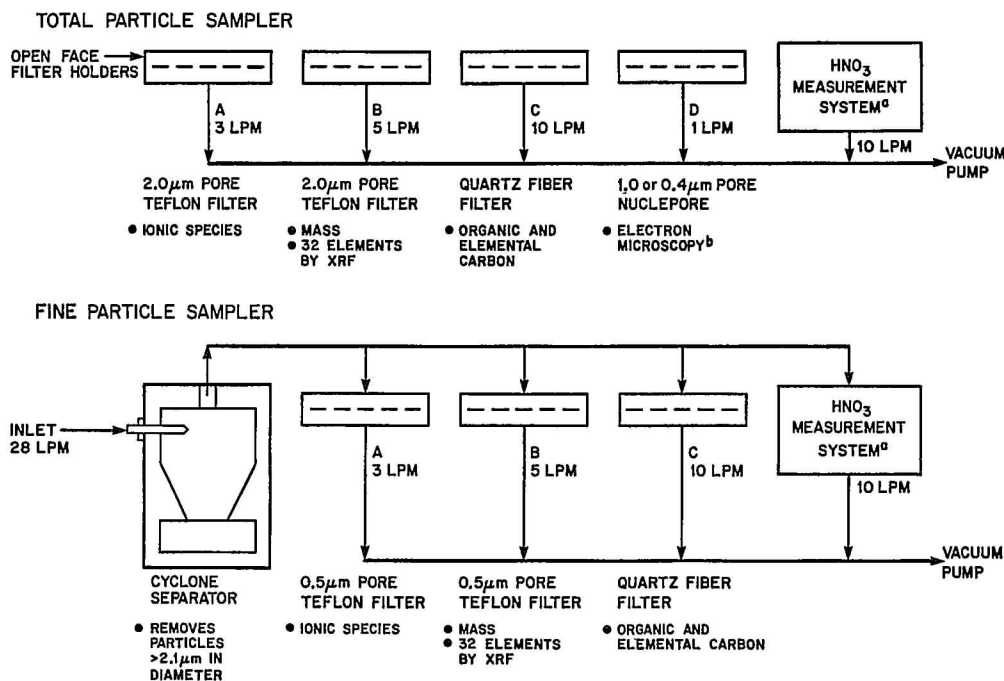 TOTAL PARTICLE SAMPLER
OPEN FACE
FILTER HOLDERS
A
3 LPM
B
5 LPM
C
10 LPM
D
1 LPM
HNO₃
MEASUREMENT
SYSTEMᵃ
10 LPM
VACUUM
PUMP
2.0μm PORE
TEFLON FILTER
● IONIC SPECIES
2.0μm PORE
TEFLON FILTER
● MASS
● 32 ELEMENTS
BY XRF
QUARTZ FIBER
FILTER
● ORGANIC AND
ELEMENTAL
CARBON
1.0 or 0.4μm PORE
NUCLEPORE
● ELECTRON
MICROSCOPYᵇ
FINE PARTICLE SAMPLER
INLET
28 LPM
A
3 LPM
B
5 LPM
C
10 LPM
HNO₃
MEASUREMENT
SYSTEMᵃ
10 LPM
VACUUM
PUMP
CYCLONE
SEPARATOR
● REMOVES
PARTICLES
>2.1μm IN
DIAMETER
0.5μm PORE
TEFLON FILTER
● IONIC SPECIES
0.5μm PORE
TEFLON FILTER
● MASS
● 32 ELEMENTS
BY XRF
QUARTZ FIBER
FILTER
● ORGANIC AND
ELEMENTAL CARBON